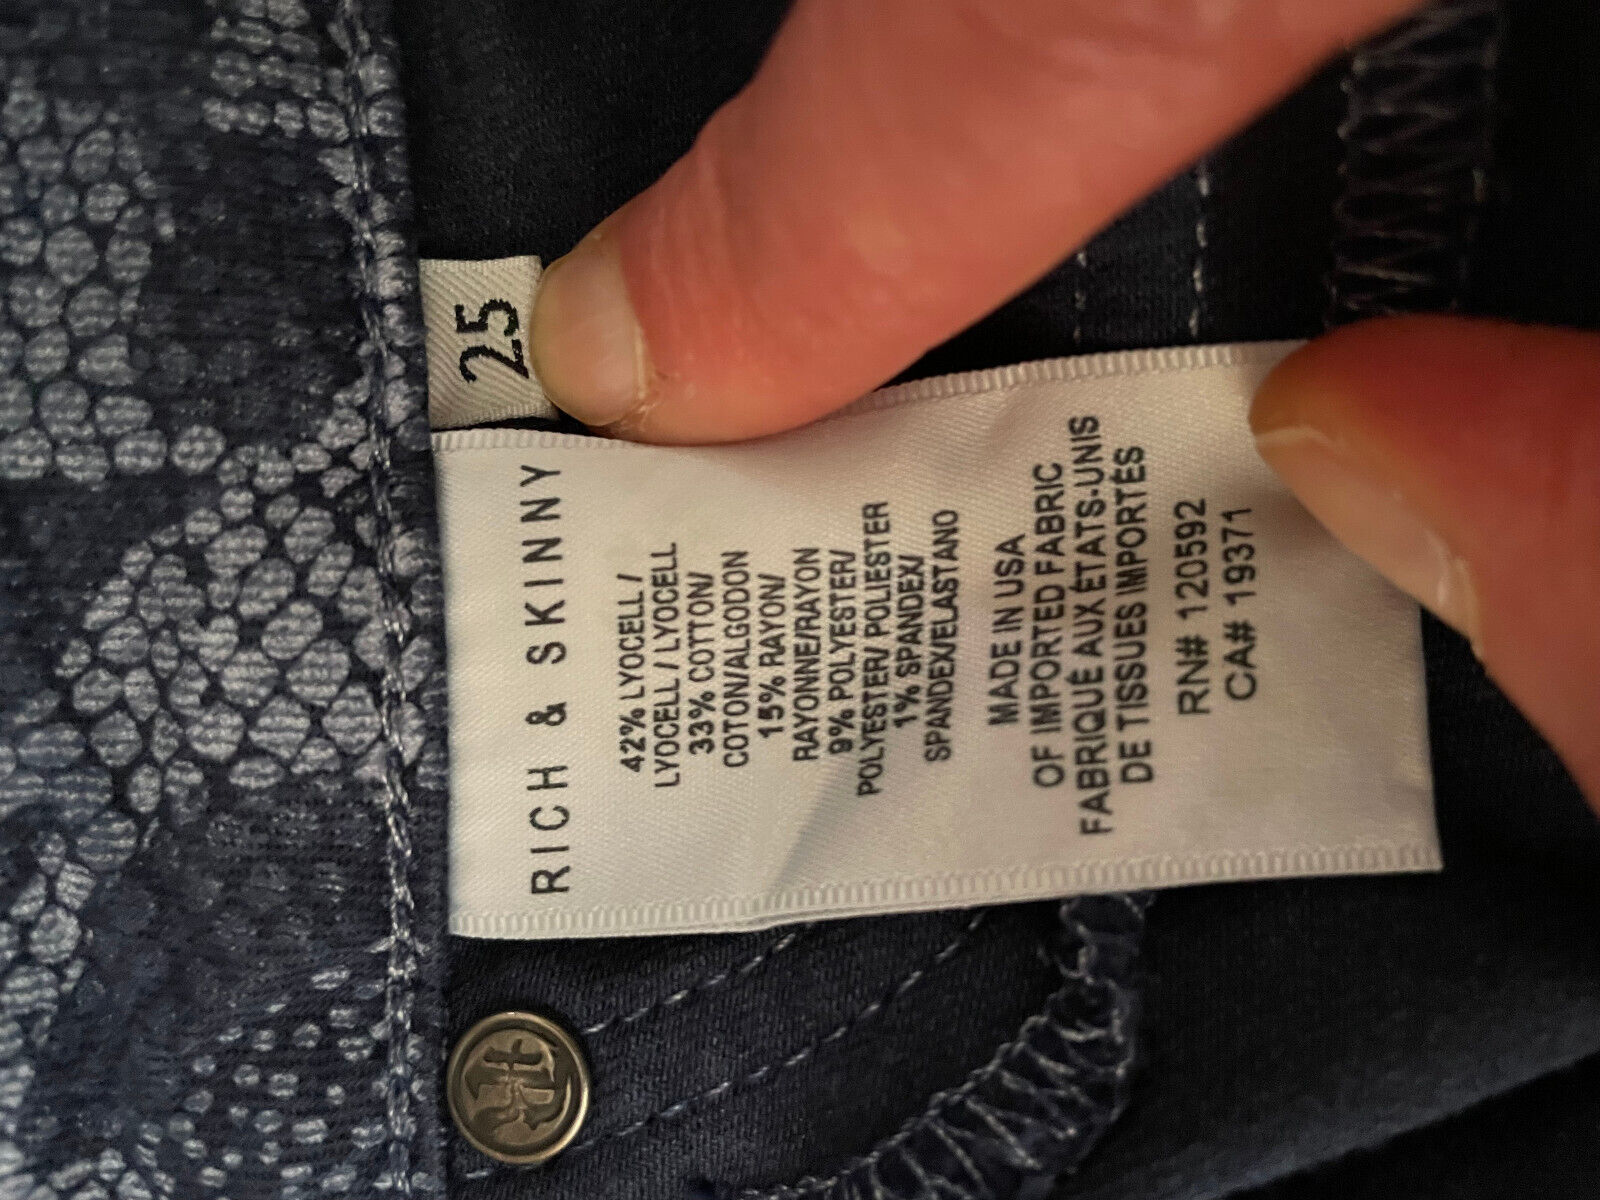 25
RICH & SKINNY
42% LYOCELL /
LYOCELL / LYOCELL
33% COTTON/
COTON/ALGODON
15% RAYON/
RAYONNE/RAYON
9% POLYESTER/
POLYESTER/ POLIESTER
1% SPANDEX/
SPANDEX/ELASTANO
MADE IN USA
OF IMPORTED FABRIC
FABRIQUÉ AUX ÉTATS-UNIS
DE TISSUES IMPORTÉS
RN# 120592
CA# 19371